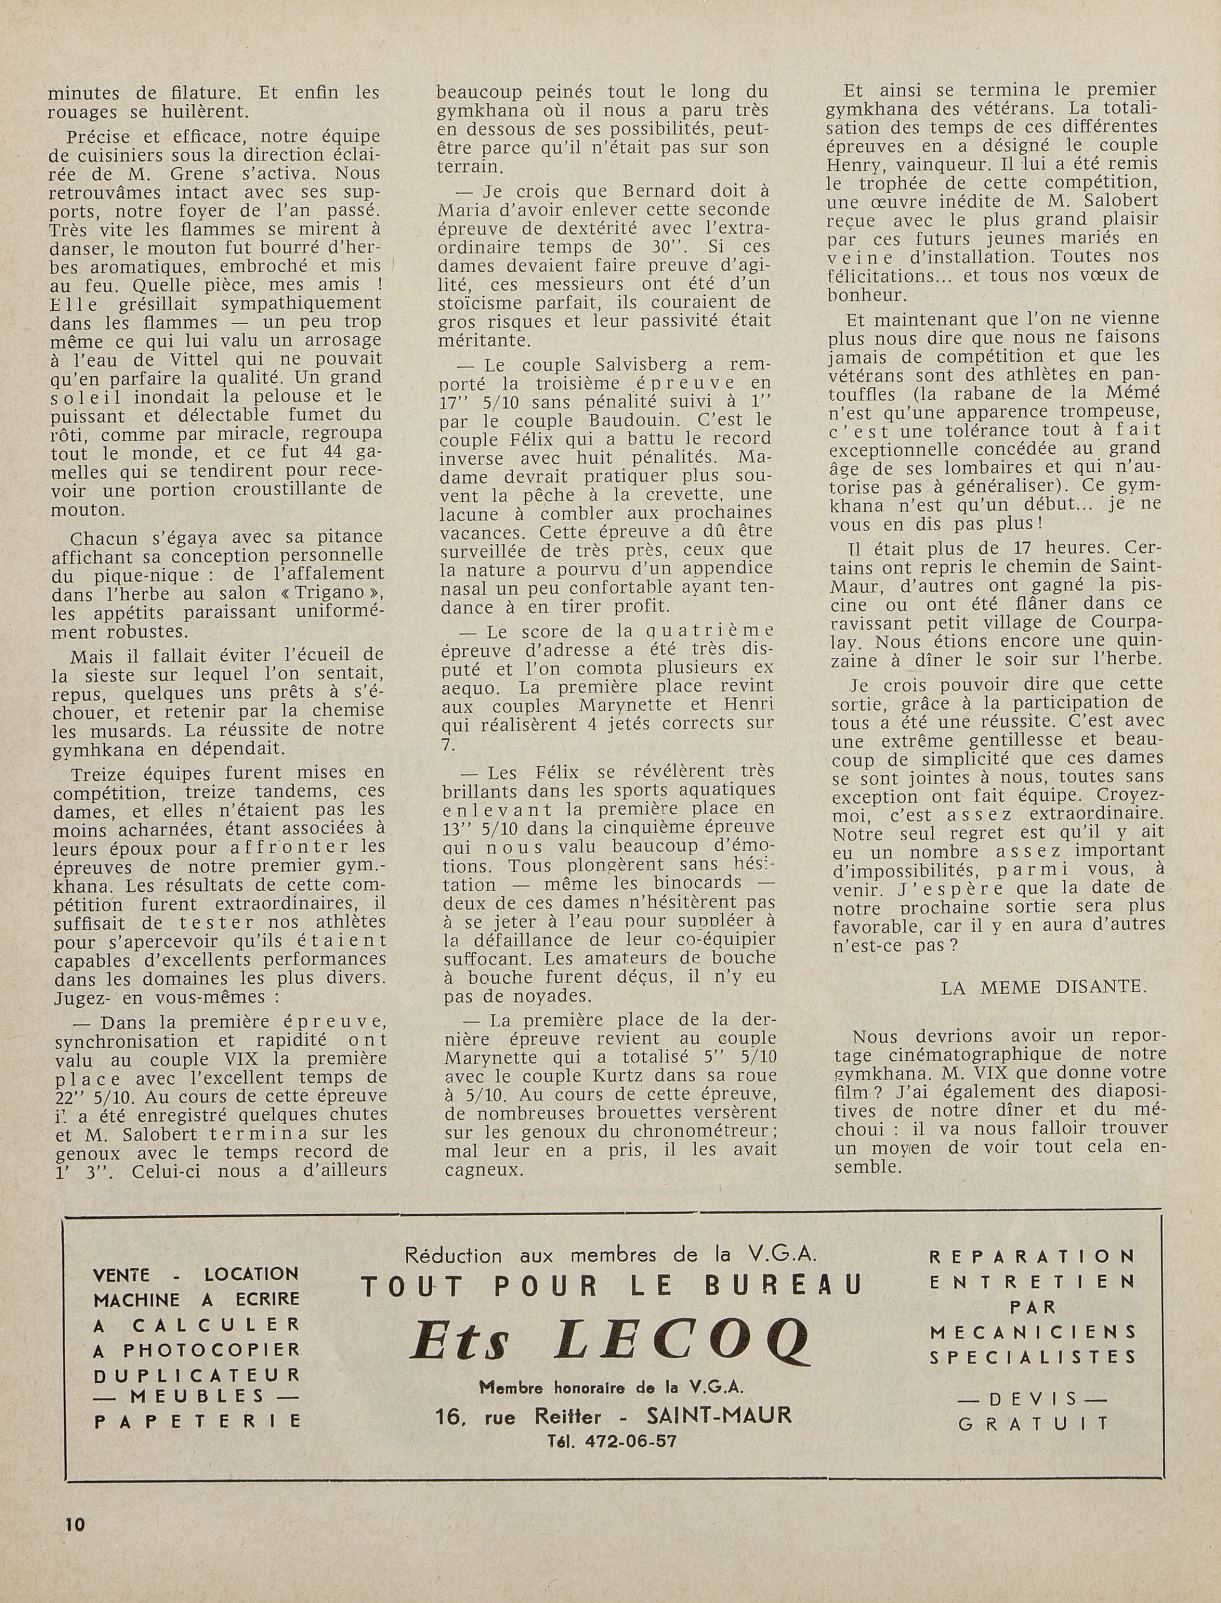 minutes de filature. Et enfin les
rouages se huilèrent.
Précise et efficace, notre équipe
de cuisiniers sous la direction éclai-
rée de M. Grene s'activa. Nous
retrouvâmes intact avec ses sup-
ports, notre foyer de l'an passé.
Très vite les flammes se mirent à
danser, le mouton fut bourré d'her-
bes aromatiques, embroché et mis
au feu. Quelle pièce, mes amis !
Elle grésillait sympathiquement
dans les flammes — un peu trop
même ce qui lui valu un arrosage
à l'eau de Vittel qui ne pouvait
qu'en parfaire la qualité. Un grand
soleil inondait la pelouse et le
puissant et délectable fumet du
rôti, comme par miracle, regroupa
tout le monde, et ce fut 44 ga-
melles qui se tendirent pour rece-
voir une portion croustillante de
mouton.
Chacun s'égaya avec sa pitance
affichant sa conception personnelle
du pique-nique : de l'affalement
dans l'herbe au salon « Trigano »,
les appétits paraissant uniformé-
ment robustes.
Mais il fallait éviter l'écueil de
la sieste sur lequel l'on sentait,
repus, quelques uns prêts à s'é-
chouer, et retenir par la chemise
les musards. La réussite de notre
gymhkana en dépendait.
Treize équipes furent mises en
compétition, treize tandems, ces
dames, et elles n'étaient pas les
moins acharnées, étant associées à
leurs époux pour affronter les
épreuves de notre premier gym.-
khana. Les résultats de cette com-
pétition furent extraordinaires, il
suffisait de tester nos athlètes
pour s'apercevoir qu'ils étaient
capables d'excellents performances
dans les domaines les plus divers.
Jugez- en vous-mêmes :
— Dans la première épreuve,
synchronisation et rapidité ont
valu au couple VIX la première
place avec l'excellent temps de
22'' 5/10. Au cours de cette épreuve
il a été enregistré quelques chutes
et M. Salobert termina sur les
genoux avec le temps record de
1' 3''. Celui-ci nous a d'ailleurs
beaucoup peinés tout le long du
gymkhana où il nous a paru très
en dessous de ses possibilités, peut-
être parce qu'il n'était pas sur son
terrain.
— Je crois que Bernard doit à
Maria d'avoir enlever cette seconde
épreuve de dextérité avec l'extra-
ordinaire temps de 30''. Si ces
dames devaient faire preuve d'agi-
lité, ces messieurs ont été d'un
stoïcisme parfait, ils couraient de
gros risques et leur passivité était
méritante.
— Le couple Salvisberg a rem-
porté la troisième épreuve en
17'' 5/10 sans pénalité suivi à 1''
par le couple Baudouin. C'est le
couple Félix qui a battu le record
inverse avec huit pénalités. Ma-
dame devrait pratiquer plus sou-
vent la pêche à la crevette, une
lacune à combler aux prochaines
vacances. Cette épreuve a dû être
surveillée de très près, ceux que
la nature a pourvu d'un appendice
nasal un peu confortable ayant ten-
dance à en tirer profit.
— Le score de la quatrième
épreuve d'adresse a été très dis-
puté et l'on compta plusieurs ex
aequo. La première place revint
aux couples Marynette et Henri
qui réalisèrent 4 jetés corrects sur
7.
— Les Félix se révélèrent très
brillants dans les sports aquatiques
enlevant la première place en
13'' 5/10 dans la cinquième épreuve
qui nous valu beaucoup d'émo-
tions. Tous plongèrent sans hési-
tation — même les binocards —
deux de ces dames n'hésitèrent pas
à se jeter à l'eau pour suppléer à
la défaillance de leur co-équipier
suffocant. Les amateurs de bouche
à bouche furent déçus, il n'y eu
pas de noyades.
— La première place de la der-
nière épreuve revient au couple
Marynette qui a totalisé 5'' 5/10
avec le couple Kurtz dans sa roue
à 5/10. Au cours de cette épreuve,
de nombreuses brouettes versèrent
sur les genoux du chronométreur ;
mal leur en a pris, il les avait
cagneux.
Et ainsi se termina le premier
gymkhana des vétérans. La totali-
sation des temps de ces différentes
épreuves en a désigné le couple
Henry, vainqueur. Il lui a été remis
le trophée de cette compétition,
une œuvre inédite de M. Salobert
reçue avec le plus grand plaisir
par ces futurs jeunes mariés en
veine d'installation. Toutes nos
félicitations... et tous nos vœux de
bonheur.
Et maintenant que l'on ne vienne
plus nous dire que nous ne faisons
jamais de compétition et que les
vétérans sont des athlètes en pan-
touffles (la rabane de la Mémé
n'est qu'une apparence trompeuse,
c'est une tolérance tout à fait
exceptionnelle concédée au grand
âge de ses lombaires et qui n'au-
torise pas à généraliser). Ce gym-
khana n'est qu'un début... je ne
vous en dis pas plus !
Il était plus de 17 heures. Cer-
tains ont repris le chemin de Saint-
Maur, d'autres ont gagné la pis-
cine ou ont été flâner dans ce
ravissant petit village de Courpa-
lay. Nous étions encore une quin-
zaine à dîner le soir sur l'herbe.
Je crois pouvoir dire que cette
sortie, grâce à la participation de
tous a été une réussite. C'est avec
une extrême gentillesse et beau-
coup de simplicité que ces dames
se sont jointes à nous, toutes sans
exception ont fait équipe. Croyez-
moi, c'est assez extraordinaire.
Notre seul regret est qu'il y ait
eu un nombre assez important
d'impossibilités, parmi vous, à
venir. J'espère que la date de
notre prochaine sortie sera plus
favorable, car il y en aura d'autres
n'est-ce pas ?
LA MEME DISANTE.
Nous devrions avoir un repor-
tage cinématographique de notre
gymkhana. M. VIX que donne votre
film ? J'ai également des diaposi-
tives de notre dîner et du mé-
choui : il va nous falloir trouver
un moyen de voir tout cela en-
semble.
VENTE - LOCATION
MACHINE A ECRIRE
A CALCULER
A PHOTOCOPIER
DUPLICATEUR
— MEUBLES —
PAPETERIE
Réduction aux membres de la V.G.A.
TOUT POUR LE BUREAU
Ets LECOQ
Membre honoraire de la V.G.A.
16, rue Reitter - SAINT-MAUR
Tél. 472-06-57
REPARATION
ENTRETIEN
PAR
MECANICIENS
SPECIALISTES
— DEVIS —
GRATUIT
10